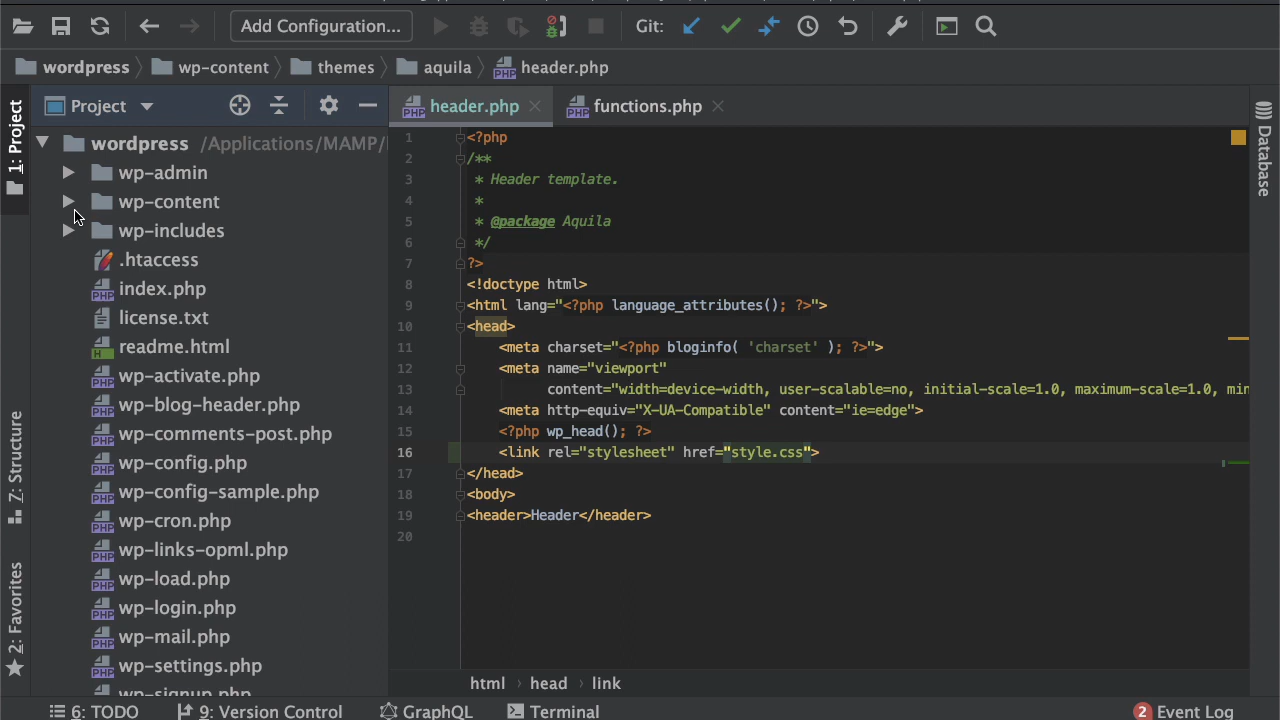 Add Configuration...
Git:
wordpress
wp-content
themes
aquila
header.php
1: Project
Project
header.php
functions.php
Database
wordpress /Applications/MAMP/
wp-admin
wp-content
wp-includes
.htaccess
index.php
license.txt
readme.html
wp-activate.php
wp-blog-header.php
wp-comments-post.php
wp-config.php
wp-config-sample.php
wp-cron.php
wp-links-opml.php
wp-load.php
wp-login.php
wp-mail.php
wp-settings.php
wp-signup.php
7: Structure
2: Favorites
1 <?php
2 /**
3 * Header template.
4 *
5 * @package Aquila
6 */
7 ?>
8 <!doctype html>
9 <html lang="<?php language_attributes(); ?>">
10 <head>
11 <meta charset="<?php bloginfo( 'charset' ); ?>">
12 <meta name="viewport"
13 content="width=device-width, user-scalable=no, initial-scale=1.0, maximum-scale=1.0, min
14 <meta http-equiv="X-UA-Compatible" content="ie=edge">
15 <?php wp_head(); ?>
16 <link rel="stylesheet" href="style.css">
17 </head>
18 <body>
19 <header>Header</header>
20
html › head › link
6: TODO
9: Version Control
GraphQL
Terminal
2 Event Log